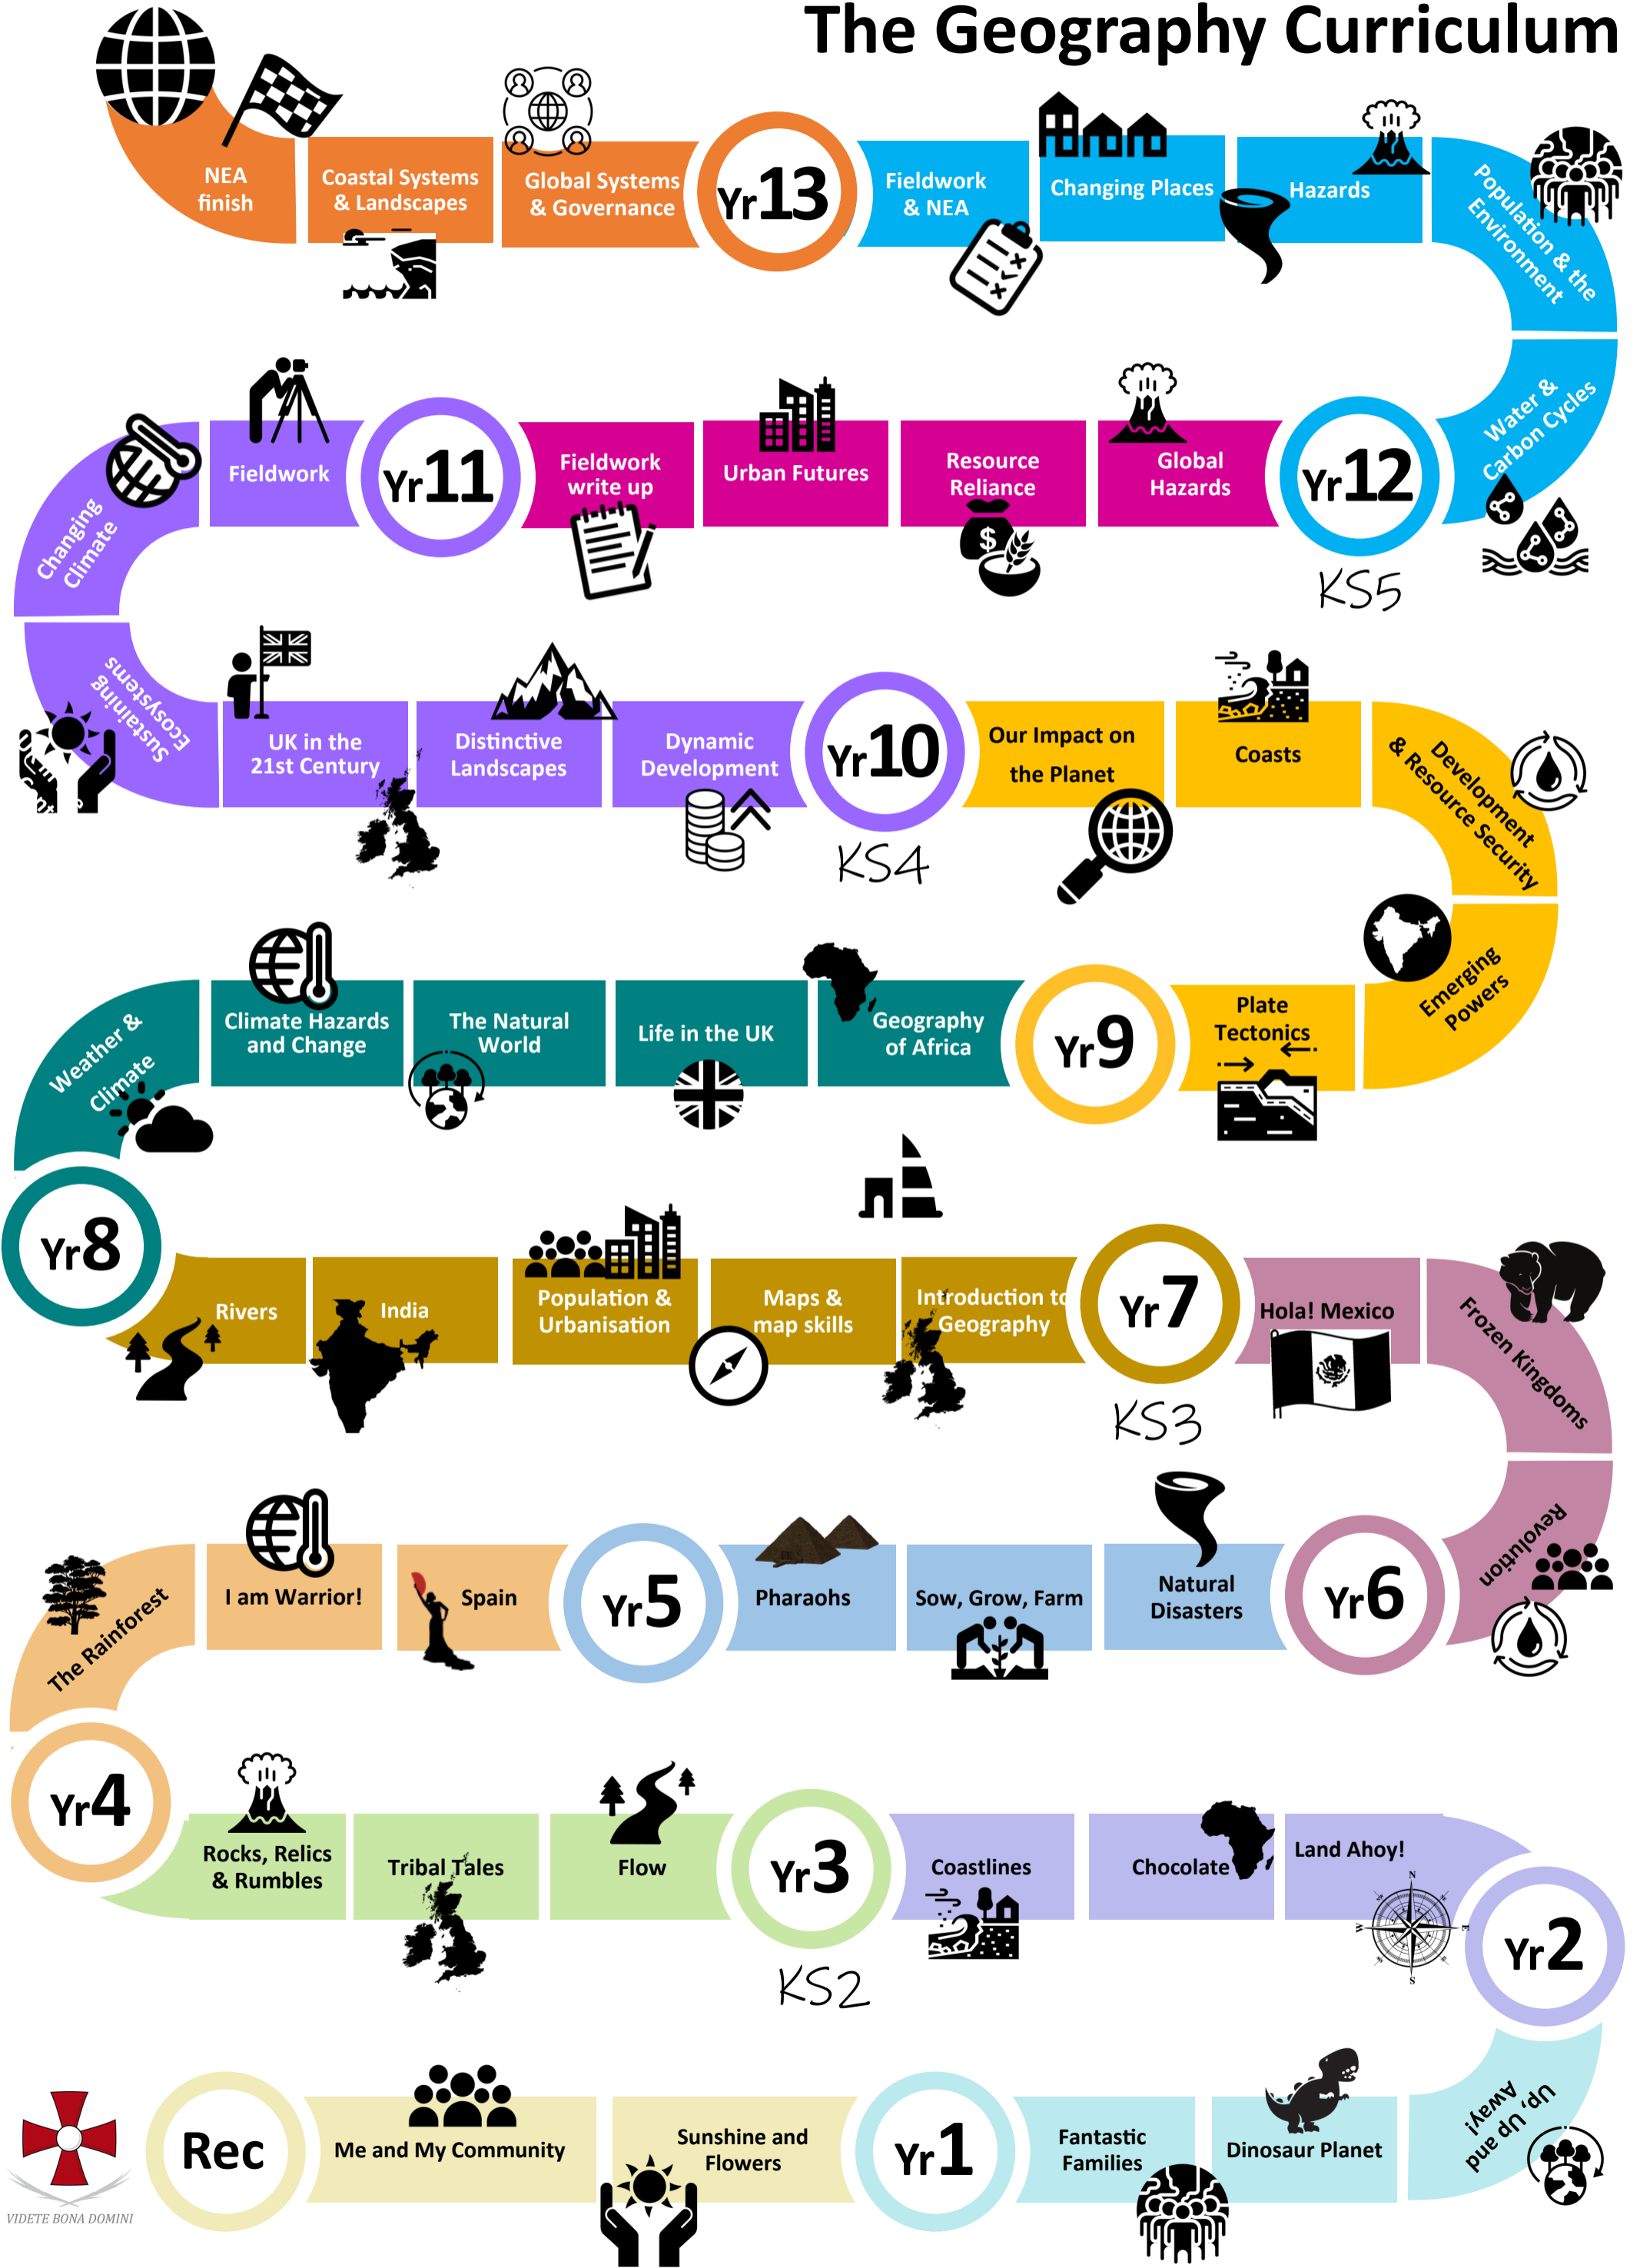 The Geography Curriculum
NEA
finish
Coastal Systems
& Landscapes
Global Systems
& Governance
Yr13
Fieldwork
& NEA
Changing Places
Hazards
Population & the
Environment
Water &
Carbon Cycles
Yr12
KS5
Global
Hazards
Resource
Reliance
Urban Futures
Fieldwork
write up
Yr11
Fieldwork
Changing
Climate
Sustaining
Ecosystems
UK in the
21st Century
Distinctive
Landscapes
Dynamic
Development
Yr10
KS4
Our Impact on
the Planet
Coasts
Development
& Resource Security
Emerging
Powers
Plate
Tectonics
Yr9
Geography
of Africa
Life in the UK
The Natural
World
Climate Hazards
and Change
Weather &
Climate
Yr8
Rivers
India
Population &
Urbanisation
Maps &
map skills
Introduction to
Geography
Yr7
KS3
Hola! Mexico
Frozen Kingdoms
Revolution
Yr6
Natural
Disasters
Sow, Grow, Farm
Pharaohs
Yr5
Spain
I am Warrior!
The Rainforest
Yr4
Rocks, Relics
& Rumbles
Tribal Tales
Flow
Yr3
KS2
Coastlines
Chocolate
Land Ahoy!
N
W
E
S
Yr2
Up, Up and
Away!
Dinosaur Planet
Fantastic
Families
Yr1
Sunshine and
Flowers
Me and My Community
Rec
VIDETE BONA DOMINI